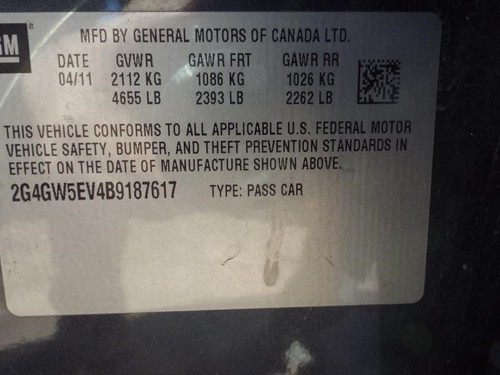 GM
MFD BY GENERAL MOTORS OF CANADA LTD.
DATE GVWR GAWR FRT GAWR RR
04/11 2112 KG 1086 KG 1026 KG
4655 LB 2393 LB 2262 LB
THIS VEHICLE CONFORMS TO ALL APPLICABLE U.S. FEDERAL MOTOR
VEHICLE SAFETY, BUMPER, AND THEFT PREVENTION STANDARDS IN
EFFECT ON THE DATE OF MANUFACTURE SHOWN ABOVE.
2G4GW5EV4B9187617 TYPE: PASS CAR